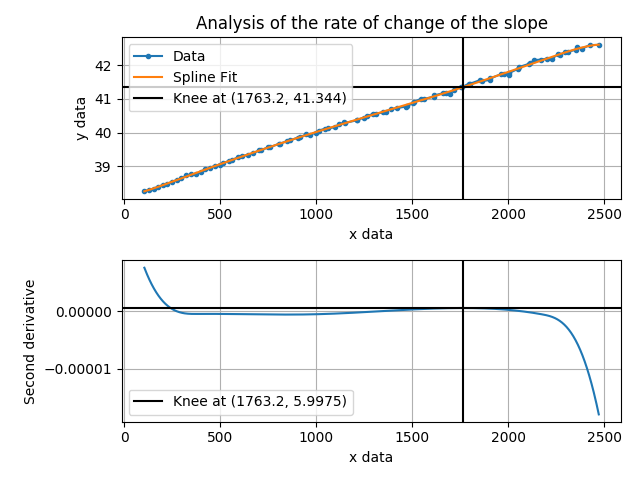 Analysis of the rate of change of the slope
Data
Spline Fit
Knee at (1763.2, 41.344)
42
41
40
39
y data
0 500 1000 1500 2000 2500
x data
0.00000
−0.00001
Second derivative
Knee at (1763.2, 5.9975)
0 500 1000 1500 2000 2500
x data